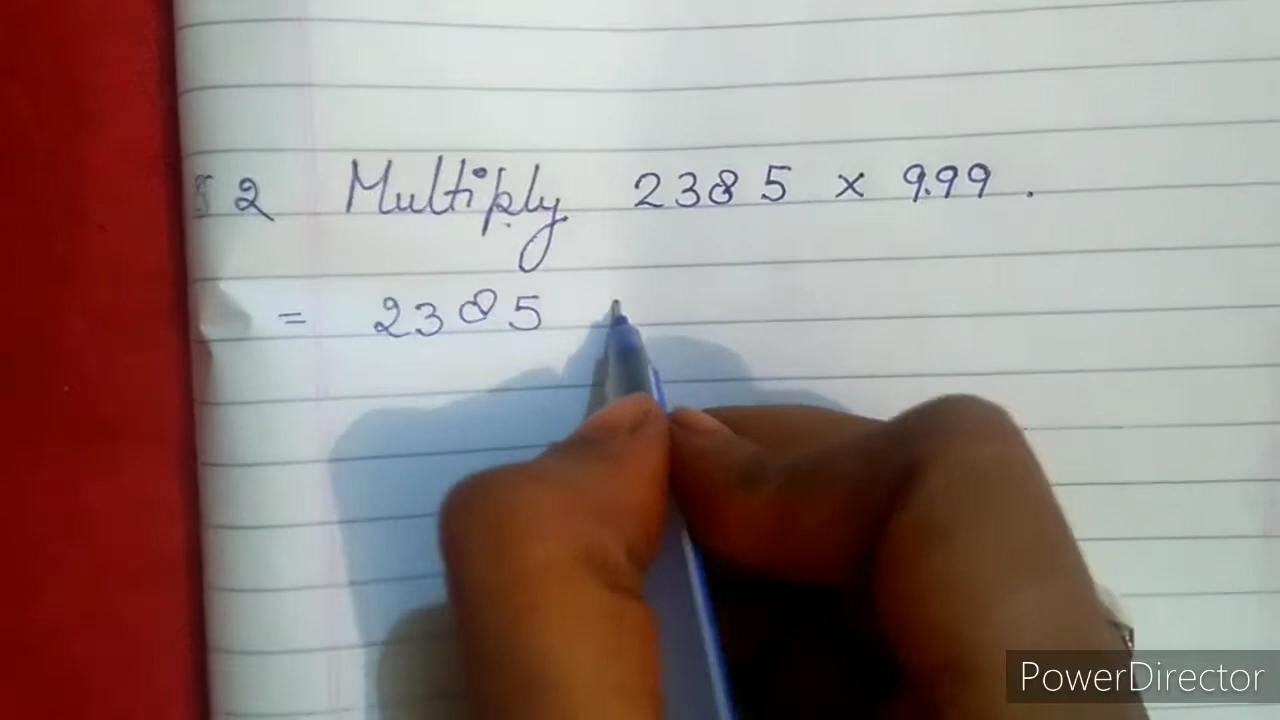 2 Multiply 2385 × 9.99 .
= 2385
PowerDirector